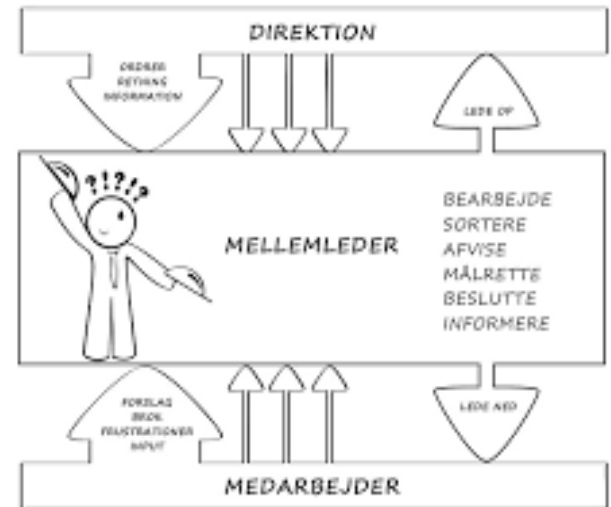 DIREKTION
ORDRER
RETNING
INFORMATION
LEDE OP
?!?!?
MELLEMLEDER
BEARBEJDE
SORTERE
AFVISE
MÅLRETTE
BESLUTTE
INFORMERE
FORSLAG
BROK
FRUSTRATIONER
INPUT
LEDE NED
MEDARBEJDER